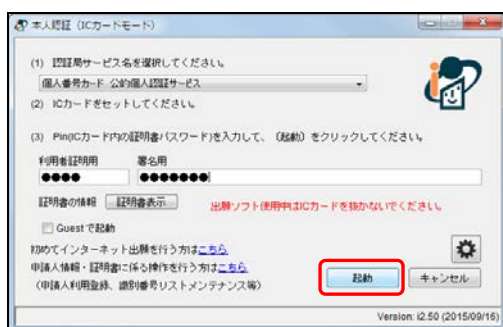 本人認証（ICカードモード）
(1) 認証局サービス名を選択してください。
個人番号カード 公的個人認証サービス
(2) ICカードをセットしてください。
(3) Pin(ICカード内の証明書パスワード)を入力して、(起動) をクリックしてください。
利用者証明用 署名用
●●●● ●●●●●●●
証明書の情報 証明書表示 出願ソフト使用中はICカードを抜かないでください。
Guest で起動
初めてインターネット出願を行う方はこちら
申請人情報・証明書に係る操作を行う方はこちら
(申請人利用登録、識別番号リストメンテナンス等)
起動 キャンセル
Version: i2.50 (2015/09/16)